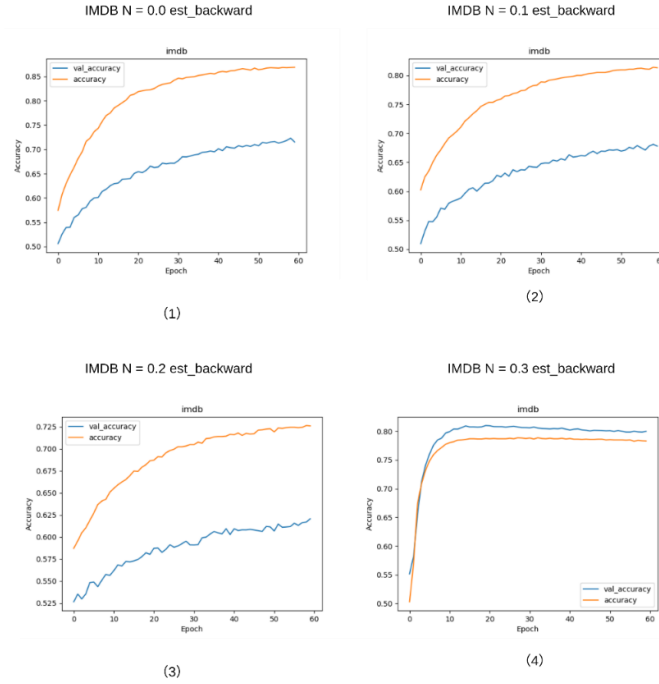 IMDB N = 0.0 est_backward
imdb
val_accuracy
accuracy
0.85
0.80
0.75
0.70
0.65
0.60
0.55
0.50
Accuracy
0 10 20 30 40 50 60
Epoch
(1)
IMDB N = 0.1 est_backward
imdb
val_accuracy
accuracy
0.80
0.75
0.70
0.65
0.60
0.55
0.50
Accuracy
0 10 20 30 40 50 60
Epoch
(2)
IMDB N = 0.2 est_backward
imdb
val_accuracy
accuracy
0.725
0.700
0.675
0.650
0.625
0.600
0.575
0.550
0.525
Accuracy
0 10 20 30 40 50 60
Epoch
(3)
IMDB N = 0.3 est_backward
imdb
0.80
0.75
0.70
0.65
0.60
0.55
0.50
Accuracy
val_accuracy
accuracy
0 10 20 30 40 50 60
Epoch
(4)